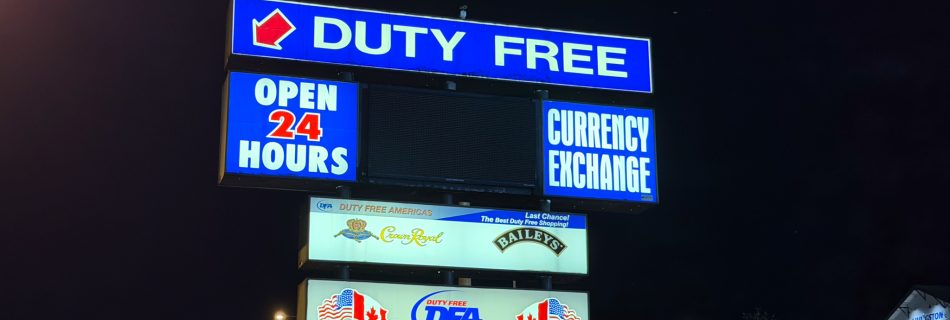 DUTY FREE
OPEN
24
HOURS
CURRENCY
EXCHANGE
DFA DUTY FREE AMERICAS
Last Chance!
The Best Duty Free Shopping!
Crown Royal
BAILEYS
DUTY FREE
DFA